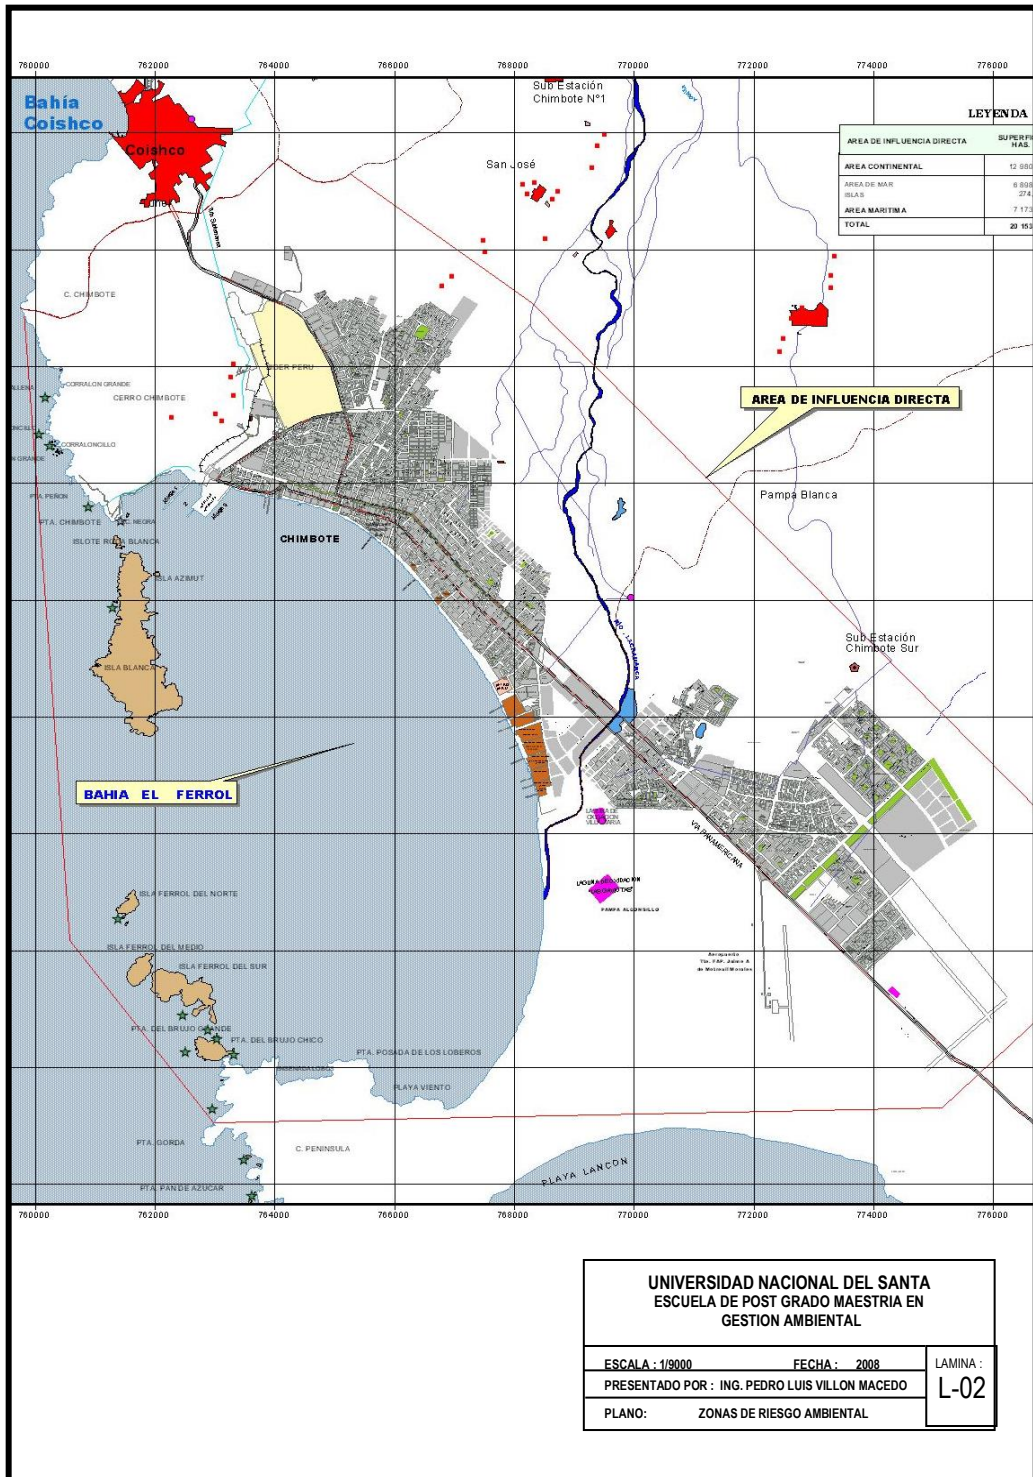 760000 762000 764000 766000 768000 770000 772000 774000 776000
Bahía
Coishco
Coishco
Sub Estación
Chimbote N°1
San José
LEYENDA
AREA DE INFLUENCIA DIRECTA
HAS.
AREA CONTINENTAL
AREA DE MAR
ISLAS
AREA MARITIMA
TOTAL
C. CHIMBOTE
SIDER PERU
CORRALON GRANDE
CERRO CHIMBOTE
CORRALONCILLO
AREA DE INFLUENCIA DIRECTA
Pampa Blanca
PTA. PEÑON
PTA. CHIMBOTE
CHIMBOTE
ISLA AZIMUT
ISLA BLANCA
Sub Estación
Chimbote Sur
BAHIA EL FERROL
VIA PANAMERICANA
PAMPA ALCONSILLO
ISLA FERROL DEL NORTE
ISLA FERROL DEL MEDIO
ISLA FERROL DEL SUR
PTA. DEL BRUJO GRANDE
PTA. DEL BRUJO CHICO
PTA. POSADA DE LOS LOBEROS
PLAYA VIENTO
PTA. GORDA
C. PENINSULA
PTA. PAN DE AZUCAR
PLAYA LANCON
760000 762000 764000 766000 768000 770000 772000 774000 776000
UNIVERSIDAD NACIONAL DEL SANTA
ESCUELA DE POST GRADO MAESTRIA EN
GESTION AMBIENTAL
ESCALA : 1/9000 FECHA : 2008
LAMINA :
L-02
PRESENTADO POR : ING. PEDRO LUIS VILLON MACEDO
PLANO: ZONAS DE RIESGO AMBIENTAL